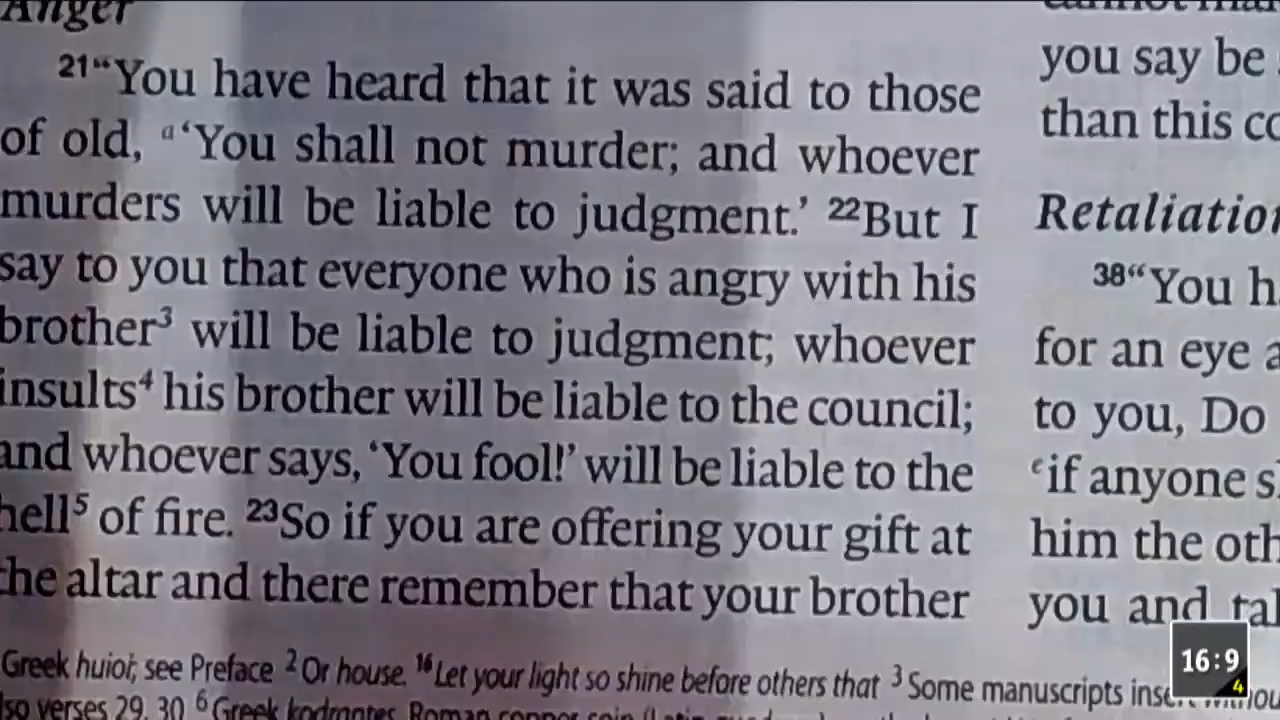 Anger
21“You have heard that it was said to those
of old, a‘You shall not murder; and whoever
murders will be liable to judgment.’ 22But I
say to you that everyone who is angry with his
brother3 will be liable to judgment; whoever
insults4 his brother will be liable to the council;
and whoever says, ‘You fool!’ will be liable to the
hell5 of fire. 23So if you are offering your gift at
the altar and there remember that your brother
you say be
than this
Retaliation
38“You
for an eye
to you, Do
eif anyone
him the
you and
Greek huioi; see Preface 2Or house. 16Let your light so shine before others that 3Some manuscripts insert
verses 29, 30 6Greek kodrantes, Roman copper coin
16:9
4